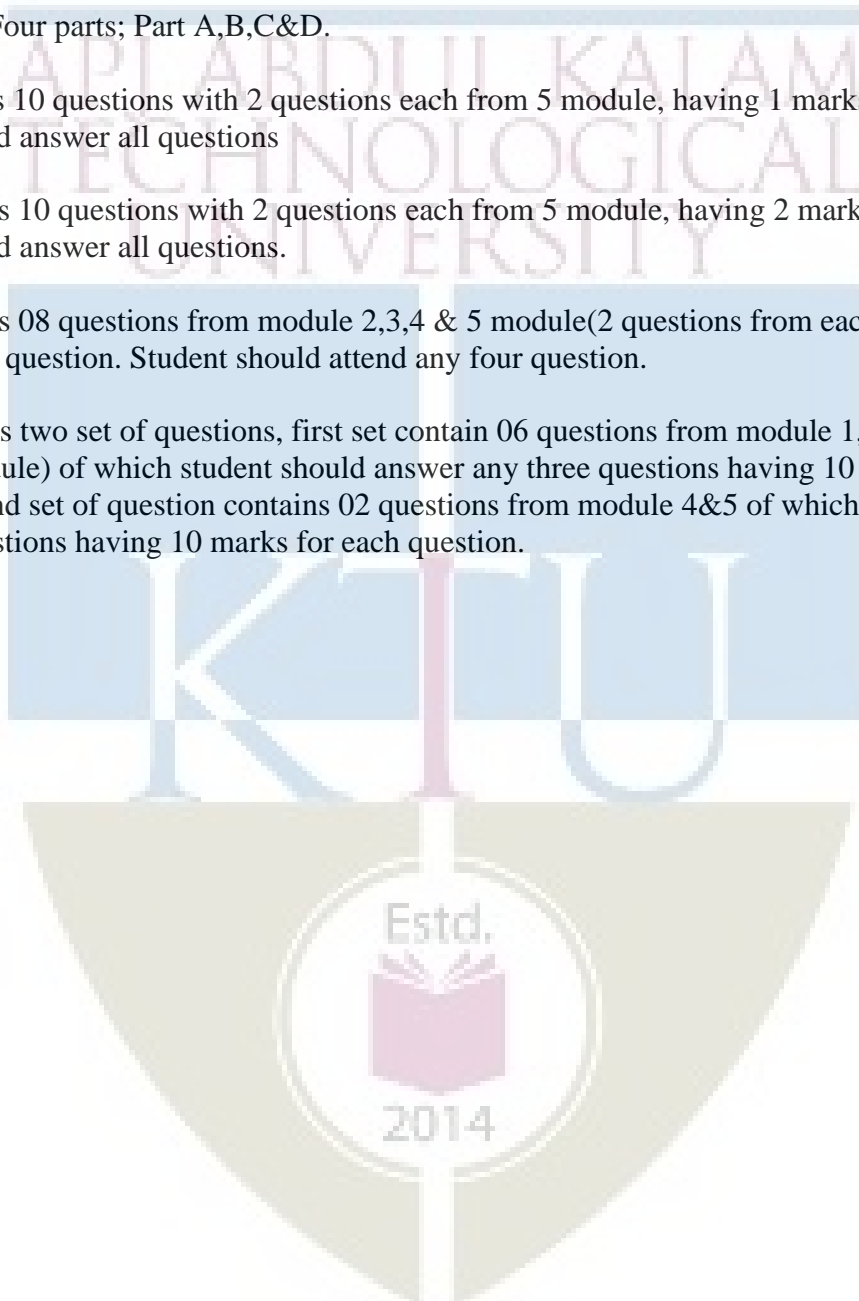 Four parts; Part A,B,C&D.
APJ ABDUL KALAM
s 10 questions with 2 questions each from 5 module, having 1 mark
TECHNOLOGICAL
d answer all questions
s 10 questions with 2 questions each from 5 module, having 2 mark
UNIVERSITY
d answer all questions.
s 08 questions from module 2,3,4 & 5 module(2 questions from eac
question. Student should attend any four question.
s two set of questions, first set contain 06 questions from module 1,
ule) of which student should answer any three questions having 10
nd set of question contains 02 questions from module 4&5 of which
stions having 10 marks for each question.
KTU
Estd.
2014